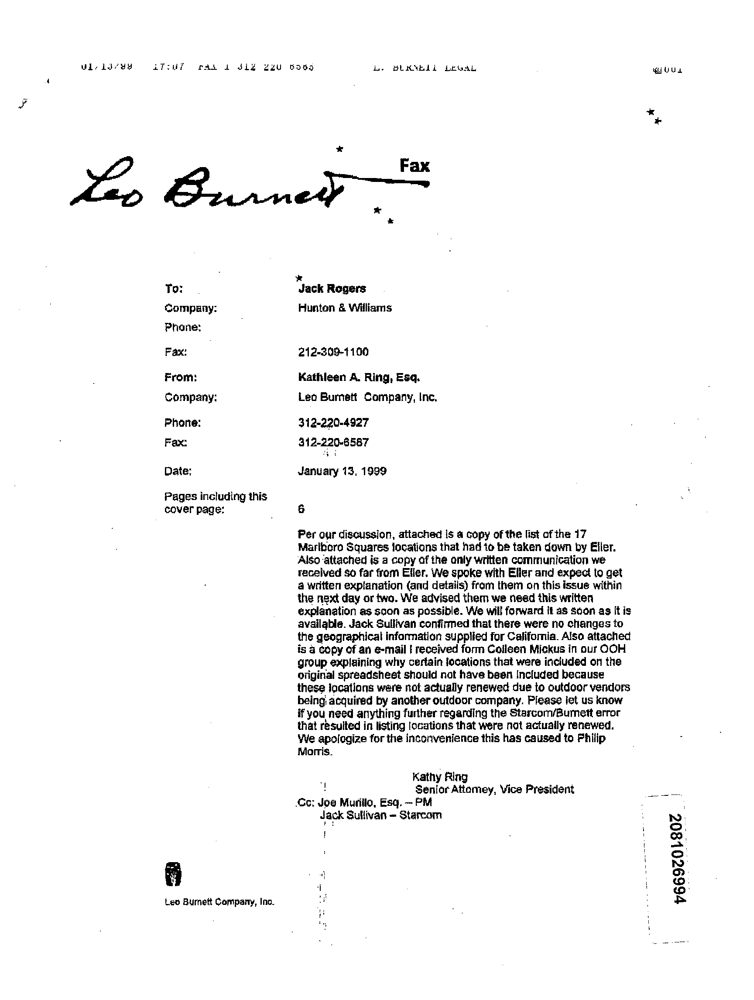 01/13/99 17:07 FAX 1 312 220 6565 L. BURNETT LEGAL 001
Leo Burnett
Fax
To: Jack Rogers
Company: Hunton & Williams
Phone:
Fax: 212-309-1100
From: Kathleen A. Ring, Esq.
Company: Leo Burnett Company, Inc.
Phone: 312-220-4927
Fax: 312-220-6587
Date: January 13, 1999
Pages including this
cover page: 6
Per our discussion, attached is a copy of the list of the 17
Marlboro Squares locations that had to be taken down by Eller.
Also attached is a copy of the only written communication we
received so far from Eller. We spoke with Eller and expect to get
a written explanation (and details) from them on this issue within
the next day or two. We advised them we need this written
explanation as soon as possible. We will forward it as soon as it is
available. Jack Sullivan confirmed that there were no changes to
the geographical information supplied for California. Also attached
is a copy of an e-mail I received form Colleen Mickus in our OOH
group explaining why certain locations that were included on the
original spreadsheet should not have been included because
these locations were not actually renewed due to outdoor vendors
being acquired by another outdoor company. Please let us know
if you need anything further regarding the Starcom/Burnett error
that resulted in listing locations that were not actually renewed.
We apologize for the inconvenience this has caused to Philip
Morris.
Kathy Ring
Senior Attorney, Vice President
Cc: Joe Murillo, Esq. – PM
Jack Sullivan – Starcom
2081026994
Leo Burnett Company, Inc.